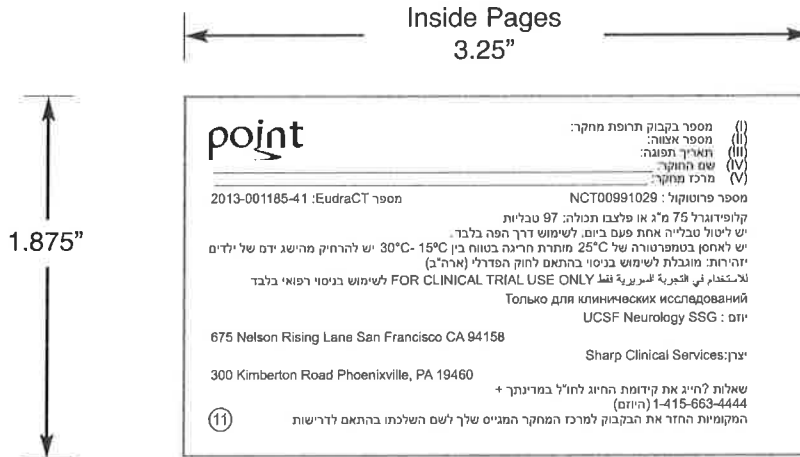 Inside Pages
3.25”
1.875”
point
(I) מספר בקבוק תרופת מחקר:
(II) מספר אצווה:
(III) תאריך תפוגה:
(IV) שם החוקר:
(V) מרכז מחקר:
מספר פרוטוקול : NCT00991029 מספר EudraCT: 2013-001185-41
קלופידוגרל 75 מ"ג או פלצבו תכולה: 97 טבליות
יש ליטול טבלייה אחת פעם ביום. לשימוש דרך הפה בלבד.
יש לאחסן בטמפרטורה של 25°C מותרת חריגה בטווח בין 15°C -30°C יש להרחיק מהישג ידם של ילדים
זהירות: מוגבלת לשימוש בניסוי בהתאם לחוק הפדרלי (ארה"ב)
للاستخدام في التجربة السريرية فقط FOR CLINICAL TRIAL USE ONLY לשימוש בניסוי רפואי בלבד
Только для клинических исследований
יוזם : UCSF Neurology SSG
675 Nelson Rising Lane San Francisco CA 94158
יצרן:Sharp Clinical Services
300 Kimberton Road Phoenixville, PA 19460
שאלות ?חייג את קידומת החיוג לחו"ל במדינתך +
1-415-663-4444 (היוזם)
המקומיות החזר את הבקבוק למרכז המחקר המגייס שלך לשם השלכתו בהתאם לדרישות
11